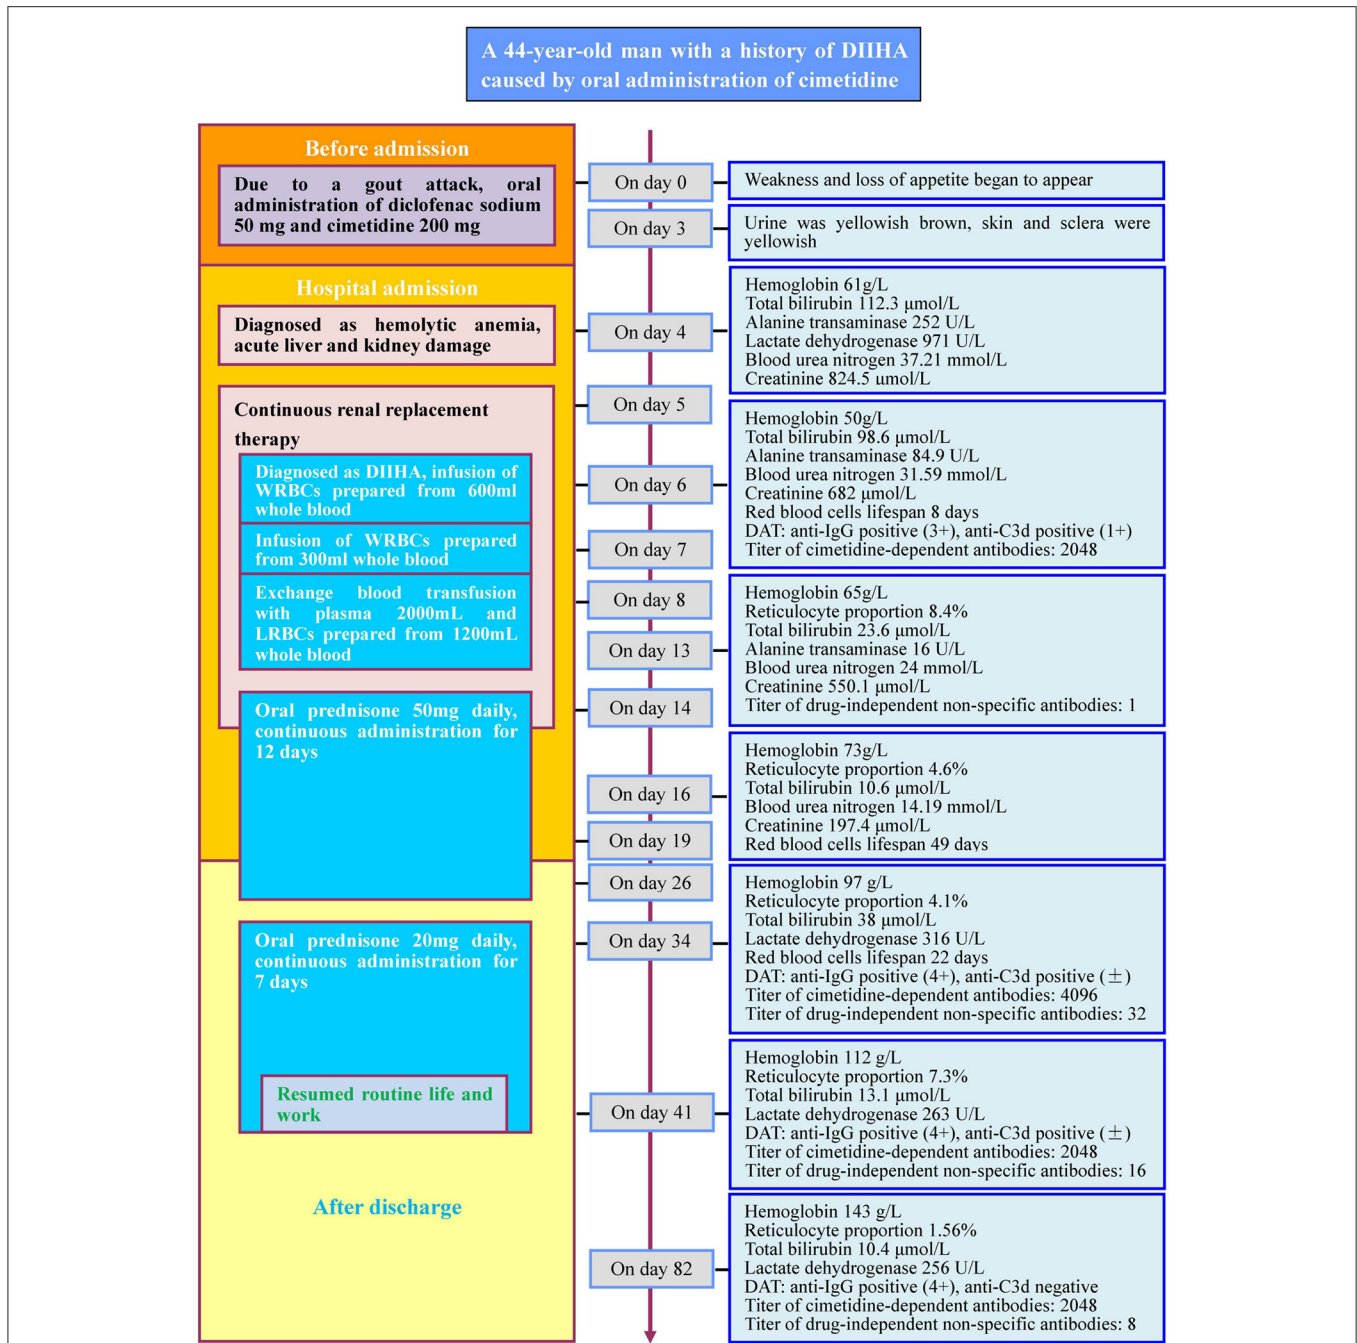 A 44-year-old man with a history of DIIHA
caused by oral administration of cimetidine
Before admission
Due to a gout attack, oral
administration of diclofenac sodium
50 mg and cimetidine 200 mg
On day 0
Weakness and loss of appetite began to appear
On day 3
Urine was yellowish brown, skin and sclera were
yellowish
Hospital admission
Diagnosed as hemolytic anemia,
acute liver and kidney damage
On day 4
Hemoglobin 61g/L
Total bilirubin 112.3 μmol/L
Alanine transaminase 252 U/L
Lactate dehydrogenase 971 U/L
Blood urea nitrogen 37.21 mmol/L
Creatinine 824.5 μmol/L
Continuous renal replacement
therapy
On day 5
Diagnosed as DIIHA, infusion of
WRBCs prepared from 600ml
whole blood
On day 6
Hemoglobin 50g/L
Total bilirubin 98.6 μmol/L
Alanine transaminase 84.9 U/L
Blood urea nitrogen 31.59 mmol/L
Creatinine 682 μmol/L
Red blood cells lifespan 8 days
DAT: anti-IgG positive (3+), anti-C3d positive (1+)
Titer of cimetidine-dependent antibodies: 2048
Infusion of WRBCs prepared
from 300ml whole blood
On day 7
Exchange blood transfusion
with plasma 2000mL and
LRBCs prepared from 1200mL
whole blood
On day 8
On day 13
Hemoglobin 65g/L
Reticulocyte proportion 8.4%
Total bilirubin 23.6 μmol/L
Alanine transaminase 16 U/L
Blood urea nitrogen 24 mmol/L
Creatinine 550.1 μmol/L
Titer of drug-independent non-specific antibodies: 1
Oral prednisone 50mg daily,
continuous administration for
12 days
On day 14
On day 16
Hemoglobin 73g/L
Reticulocyte proportion 4.6%
Total bilirubin 10.6 μmol/L
Blood urea nitrogen 14.19 mmol/L
Creatinine 197.4 μmol/L
Red blood cells lifespan 49 days
On day 19
On day 26
Oral prednisone 20mg daily,
continuous administration for
7 days
On day 34
Hemoglobin 97 g/L
Reticulocyte proportion 4.1%
Total bilirubin 38 μmol/L
Lactate dehydrogenase 316 U/L
Red blood cells lifespan 22 days
DAT: anti-IgG positive (4+), anti-C3d positive (±)
Titer of cimetidine-dependent antibodies: 4096
Titer of drug-independent non-specific antibodies: 32
Resumed routine life and
work
On day 41
Hemoglobin 112 g/L
Reticulocyte proportion 7.3%
Total bilirubin 13.1 μmol/L
Lactate dehydrogenase 263 U/L
DAT: anti-IgG positive (4+), anti-C3d positive (±)
Titer of cimetidine-dependent antibodies: 2048
Titer of drug-independent non-specific antibodies: 16
After discharge
On day 82
Hemoglobin 143 g/L
Reticulocyte proportion 1.56%
Total bilirubin 10.4 μmol/L
Lactate dehydrogenase 256 U/L
DAT: anti-IgG positive (4+), anti-C3d negative
Titer of cimetidine-dependent antibodies: 2048
Titer of drug-independent non-specific antibodies: 8